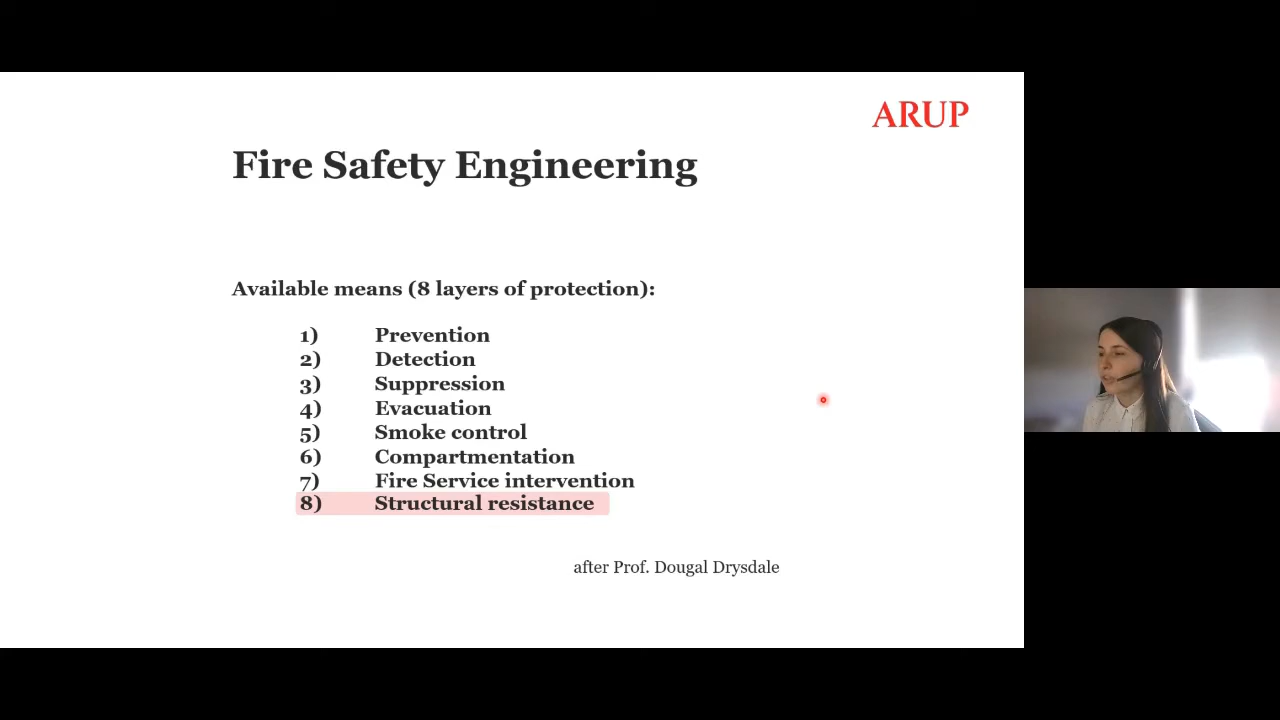 ARUP
Fire Safety Engineering
Available means (8 layers of protection):
1) Prevention
2) Detection
3) Suppression
4) Evacuation
5) Smoke control
6) Compartmentation
7) Fire Service intervention
8) Structural resistance
after Prof. Dougal Drysdale